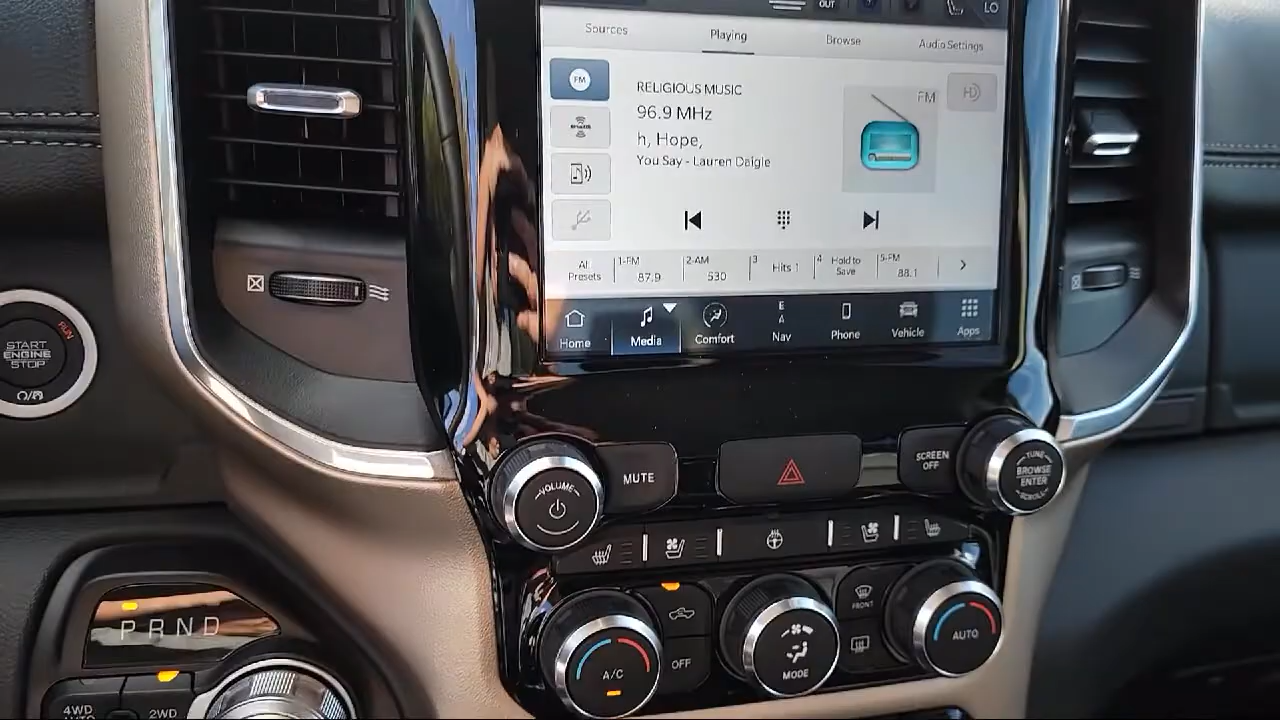 OUT
LO
Sources
Playing
Browse
Audio Settings
FM
RELIGIOUS MUSIC
96.9 MHz
h, Hope,
You Say - Lauren Daigle
FM
HD
All Presets
1-FM 87.9
2-AM 530
3 Hits 1
4 Hold to Save
5-FM 88.1
Home
Media
Comfort
E
A
Nav
Phone
Vehicle
Apps
START
ENGINE
STOP
RUN
VOLUME
MUTE
SCREEN
OFF
TUNE
BROWSE
ENTER
SCROLL
P R N D
4WD
AUTO
2WD
A/C
OFF
MODE
FRONT
AUTO